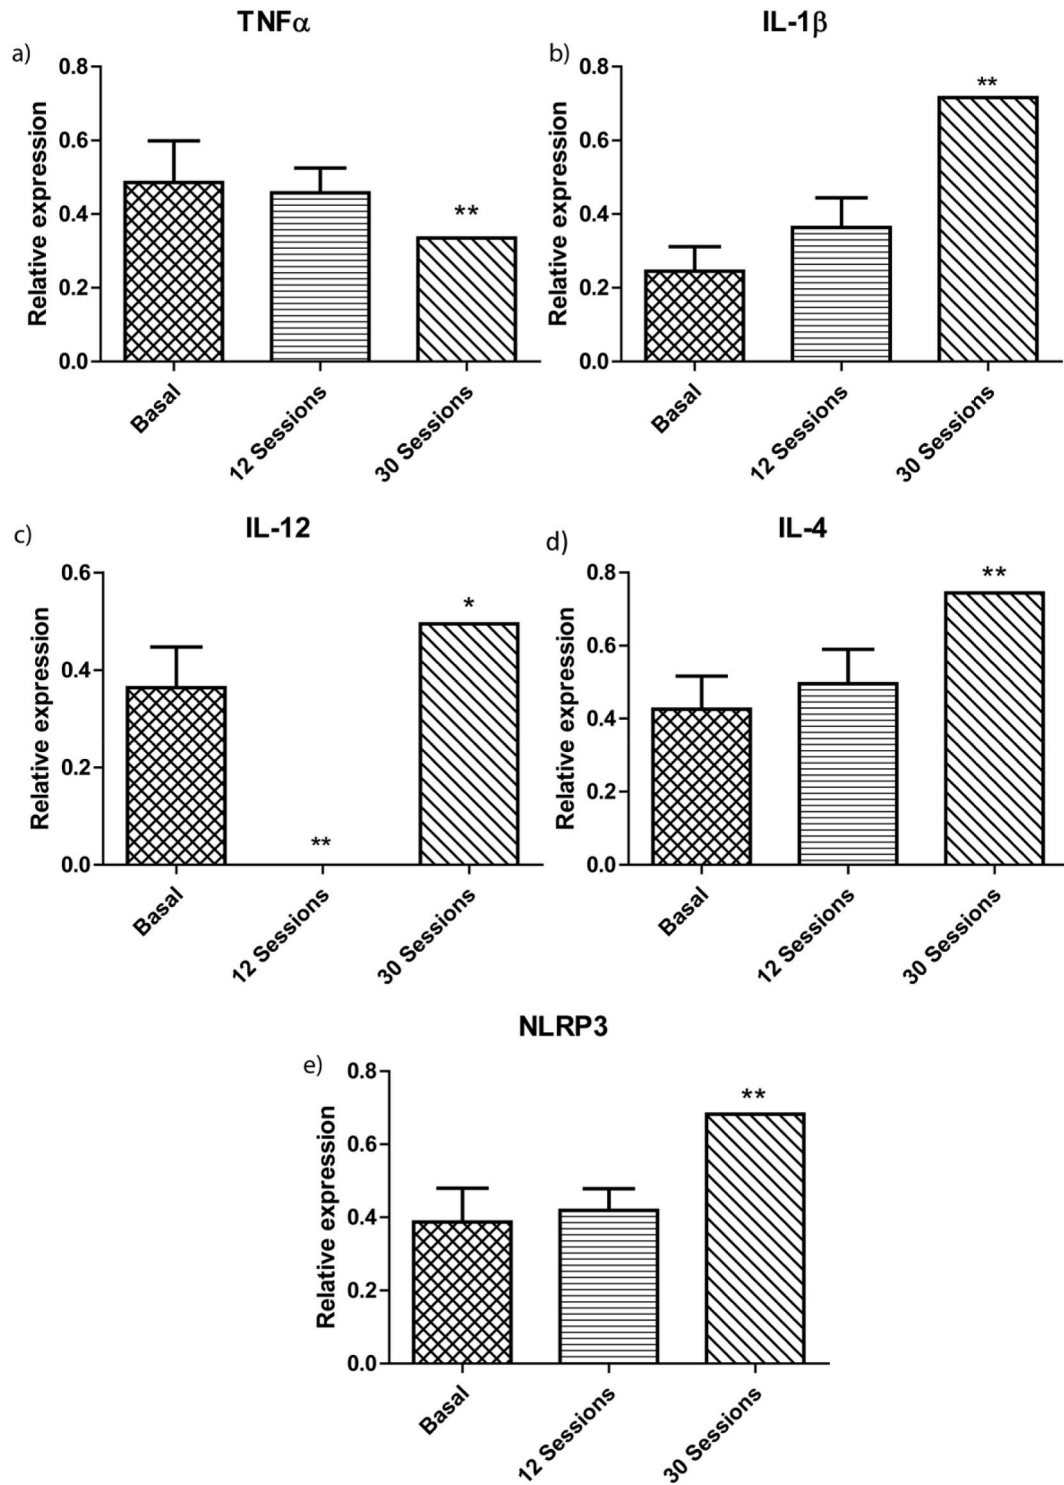 TNFα
a)
0.8
0.6
0.4
0.2
0.0
Relative expression
**
Basal
12 Sessions
30 Sessions
IL-1β
b)
0.8
0.6
0.4
0.2
0.0
Relative expression
**
Basal
12 Sessions
30 Sessions
IL-12
c)
0.6
0.4
0.2
0.0
Relative expression
**
*
Basal
12 Sessions
30 Sessions
IL-4
d)
0.8
0.6
0.4
0.2
0.0
Relative expression
**
Basal
12 Sessions
30 Sessions
NLRP3
e)
0.8
0.6
0.4
0.2
0.0
Relative expression
**
Basal
12 Sessions
30 Sessions